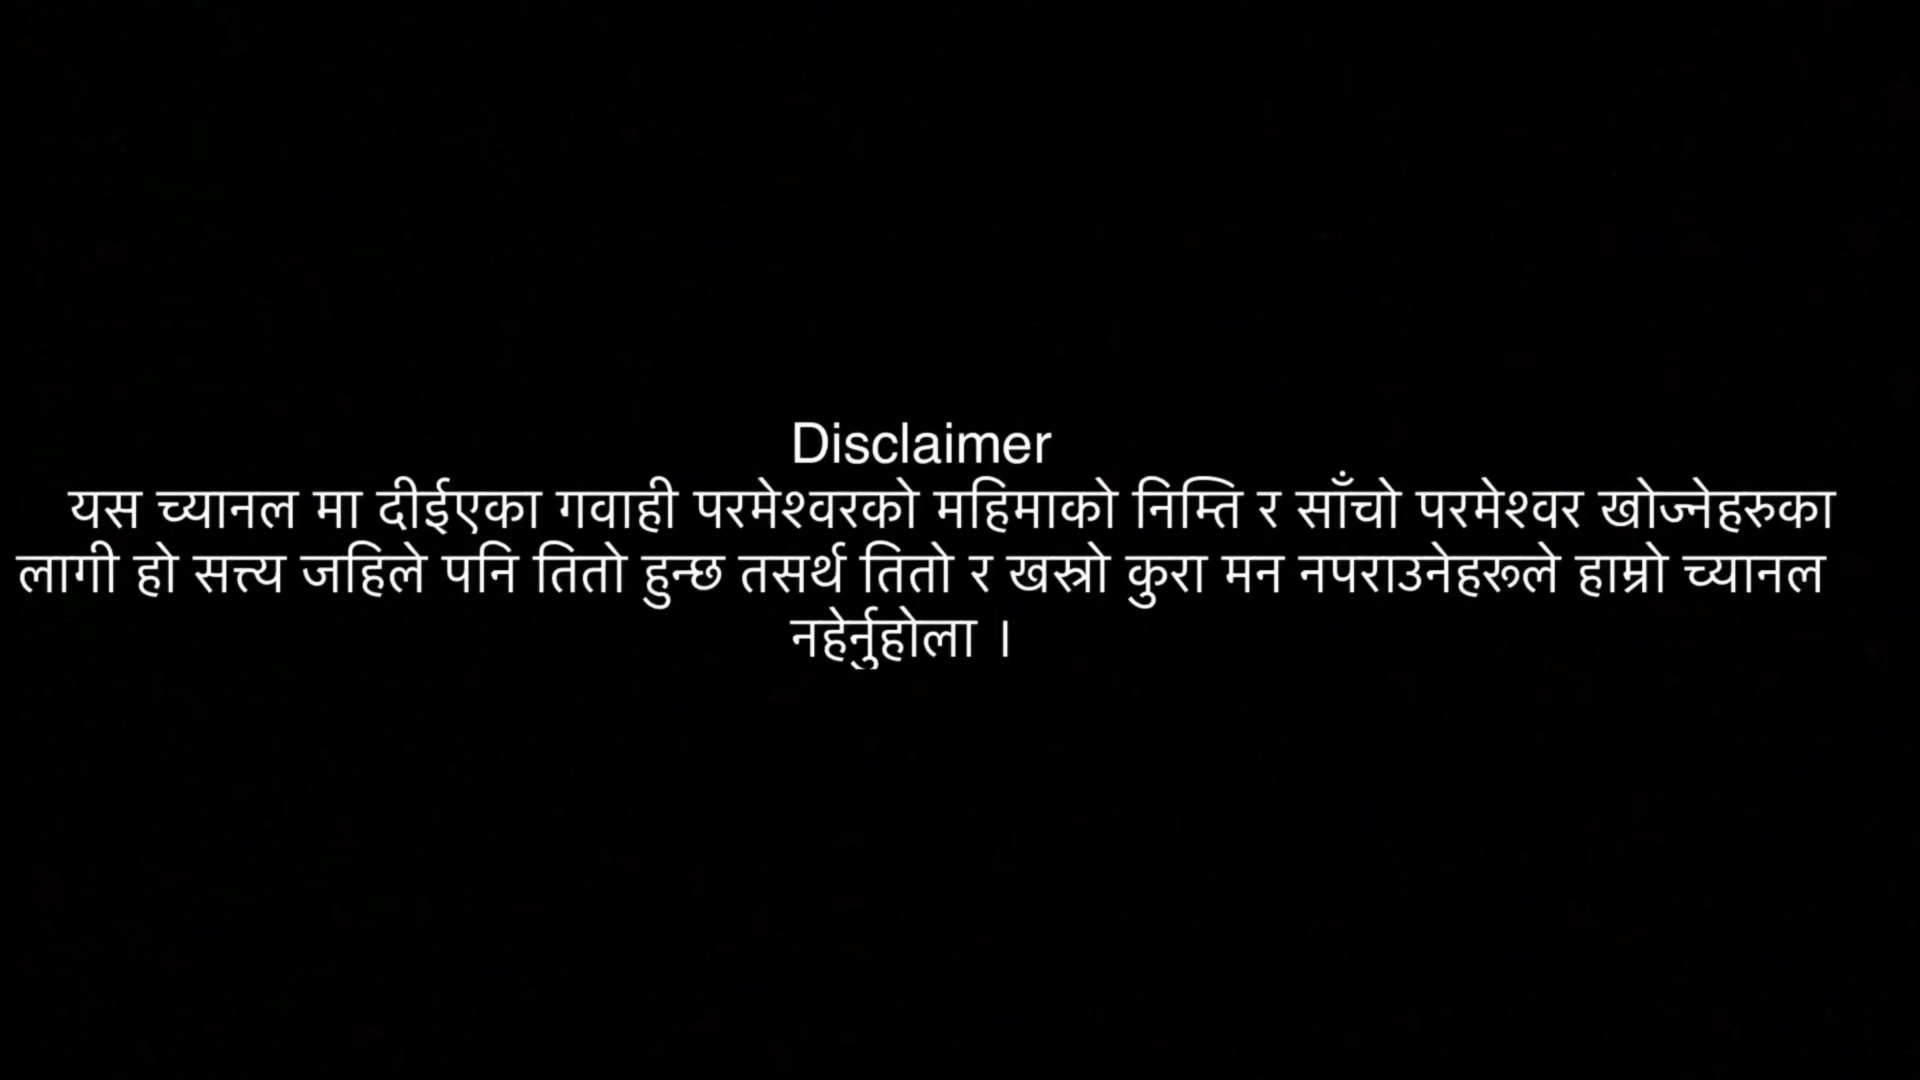 Disclaimer
यस च्यानल मा दीईएका गवाही परमेश्वरको महिमाको निम्ति र साँचो परमेश्वर खोज्नेहरुका
लागी हो सत्त्य जहिले पनि तितो हुन्छ तसर्थ तितो र खस्रो कुरा मन नपराउनेहरूले हाम्रो च्यानल
नहेर्नुहोला ।